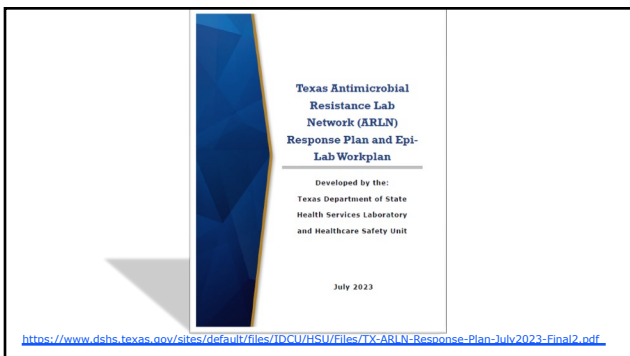 Texas Antimicrobial
Resistance Lab
Network (ARLN)
Response Plan and Epi-
Lab Workplan
Developed by the:
Texas Department of State
Health Services Laboratory
and Healthcare Safety Unit
July 2023
https://www.dshs.texas.gov/sites/default/files/IDCU/HSU/Files/TX-ARLN-Response-Plan-July2023-Final2.pdf